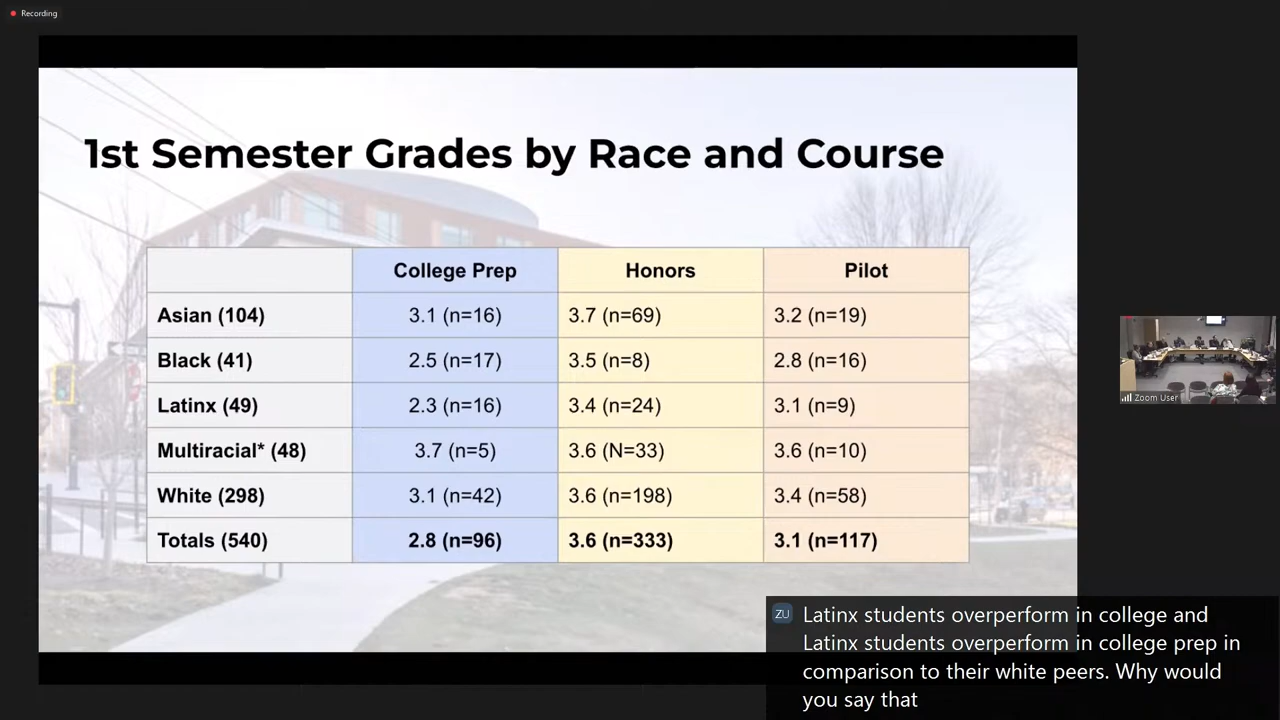 Recording
1st Semester Grades by Race and Course
College Prep Honors Pilot
Asian (104) 3.1 (n=16) 3.7 (n=69) 3.2 (n=19)
Black (41) 2.5 (n=17) 3.5 (n=8) 2.8 (n=16)
Latinx (49) 2.3 (n=16) 3.4 (n=24) 3.1 (n=9)
Multiracial* (48) 3.7 (n=5) 3.6 (N=33) 3.6 (n=10)
White (298) 3.1 (n=42) 3.6 (n=198) 3.4 (n=58)
Totals (540) 2.8 (n=96) 3.6 (n=333) 3.1 (n=117)
Zoom User
ZU Latinx students overperform in college and
Latinx students overperform in college prep in
comparison to their white peers. Why would
you say that